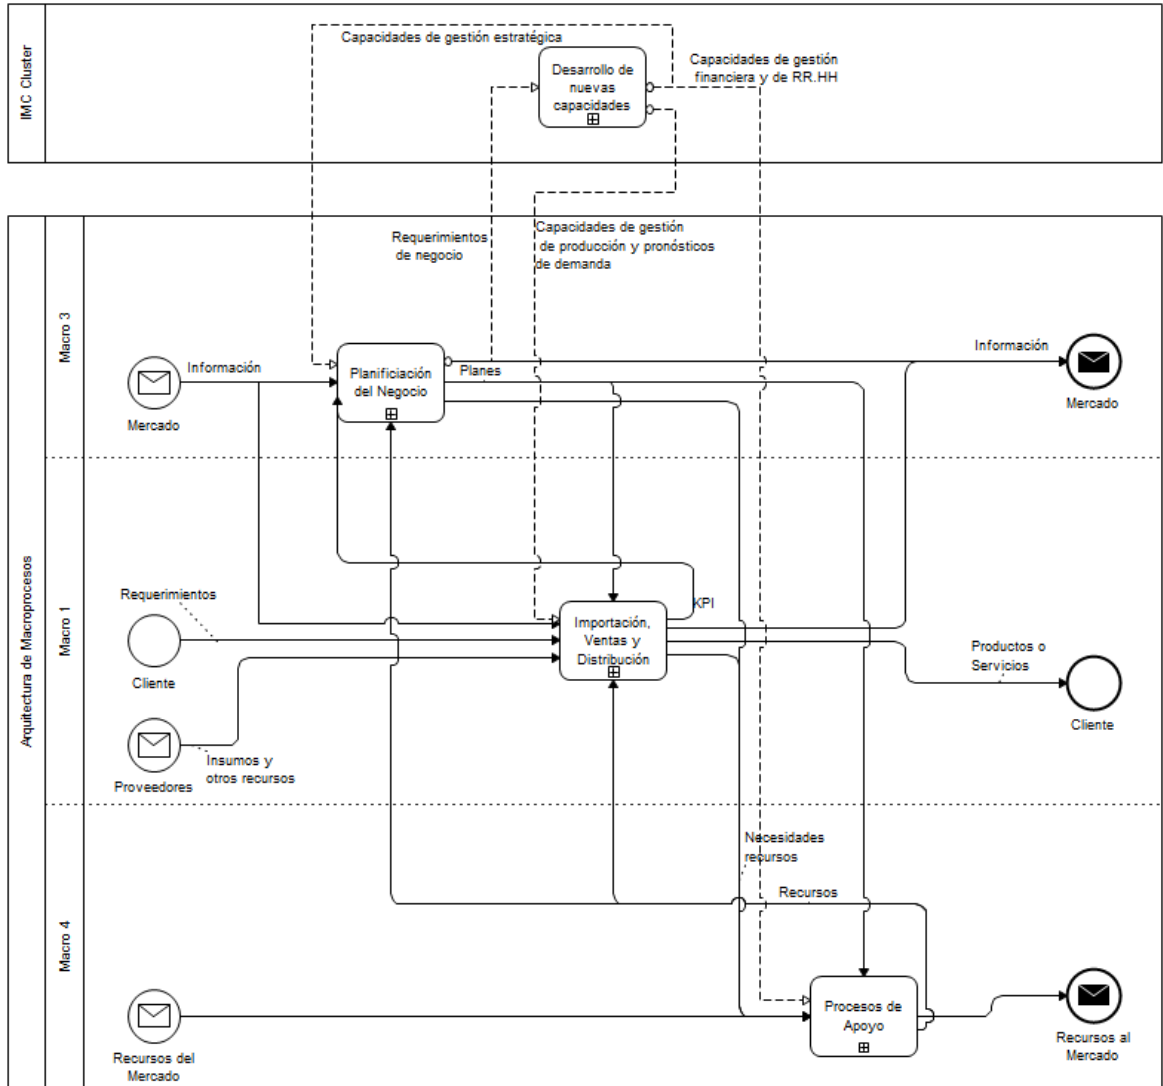 IMC Cluster
Capacidades de gestión estratégica
Desarrollo de
nuevas
capacidades
Capacidades de gestión
financiera y de RR.HH
Arquitectura de Macroprocesos
Macro 3
Requerimientos
de negocio
Capacidades de gestión
de producción y pronósticos
de demanda
Información
Mercado
Planificiación
del Negocio
Planes
Información
Mercado
Macro 1
Requerimientos
Cliente
KPI
Importación,
Ventas y
Distribución
Productos o
Servicios
Cliente
Insumos y
otros recursos
Proveedores
Macro 4
Necesidades
recursos
Recursos
Procesos de
Apoyo
Recursos del
Mercado
Recursos al
Mercado